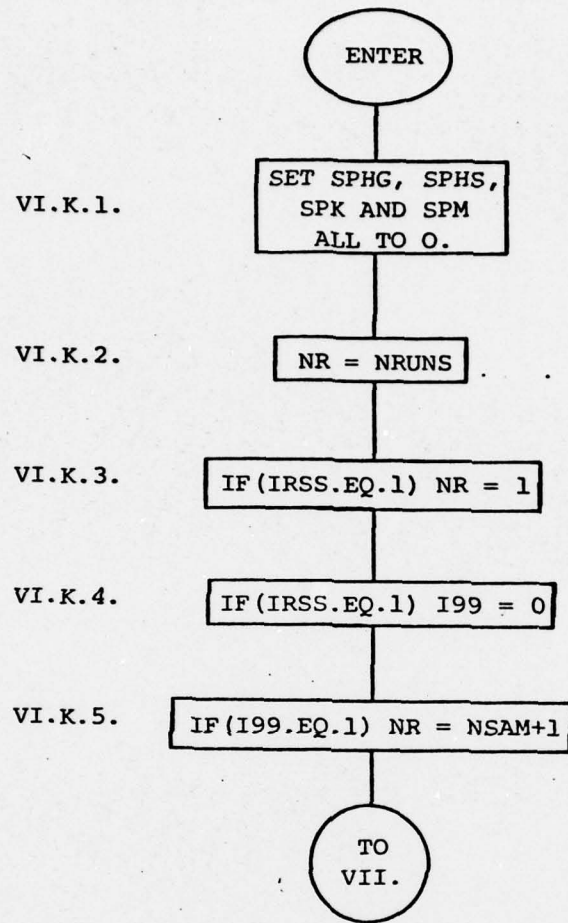 ENTER
VI.K.1.
SET SPHG, SPHS,
SPK AND SPM
ALL TO O.
VI.K.2.
NR = NRUNS
VI.K.3.
IF(IRSS.EQ.1) NR = 1
VI.K.4.
IF(IRSS.EQ.1) I99 = 0
VI.K.5.
IF(I99.EQ.1) NR = NSAM+1
TO
VII.